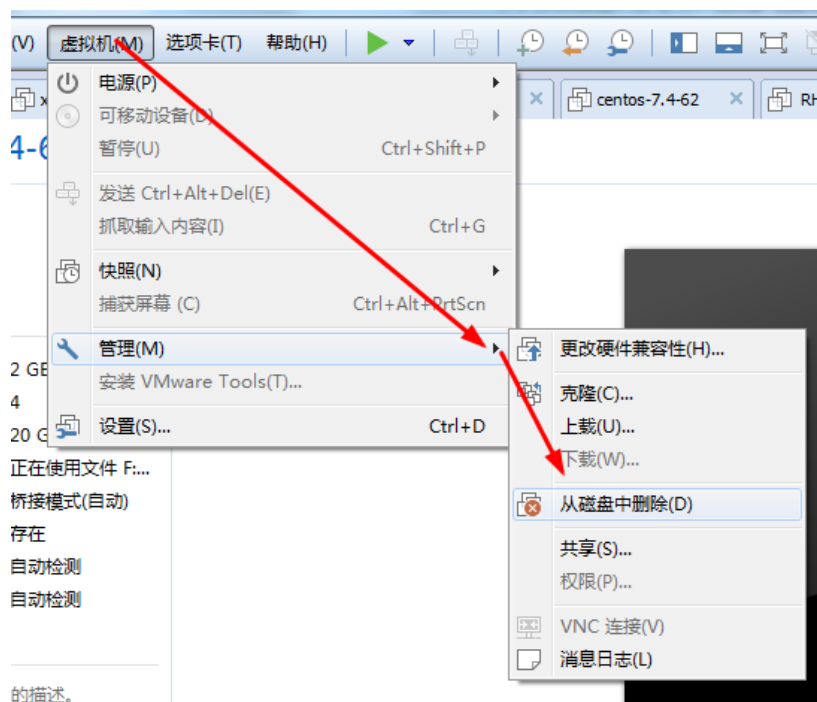 (V) 虚拟机(M) 选项卡(T) 帮助(H)
x
centos-7.4-62
RH
4-6
电源(P)
可移动设备(D)
暂停(U) Ctrl+Shift+P
发送 Ctrl+Alt+Del(E)
抓取输入内容(I) Ctrl+G
快照(N)
捕获屏幕 (C) Ctrl+Alt+PrtScn
管理(M)
安装 VMware Tools(T)...
设置(S)... Ctrl+D
更改硬件兼容性(H)...
克隆(C)...
上载(U)...
下载(W)...
从磁盘中删除(D)
共享(S)...
权限(P)...
VNC 连接(V)
消息日志(L)
2 GB
4
20 G
正在使用文件 F:...
桥接模式(自动)
存在
自动检测
自动检测
的描述。